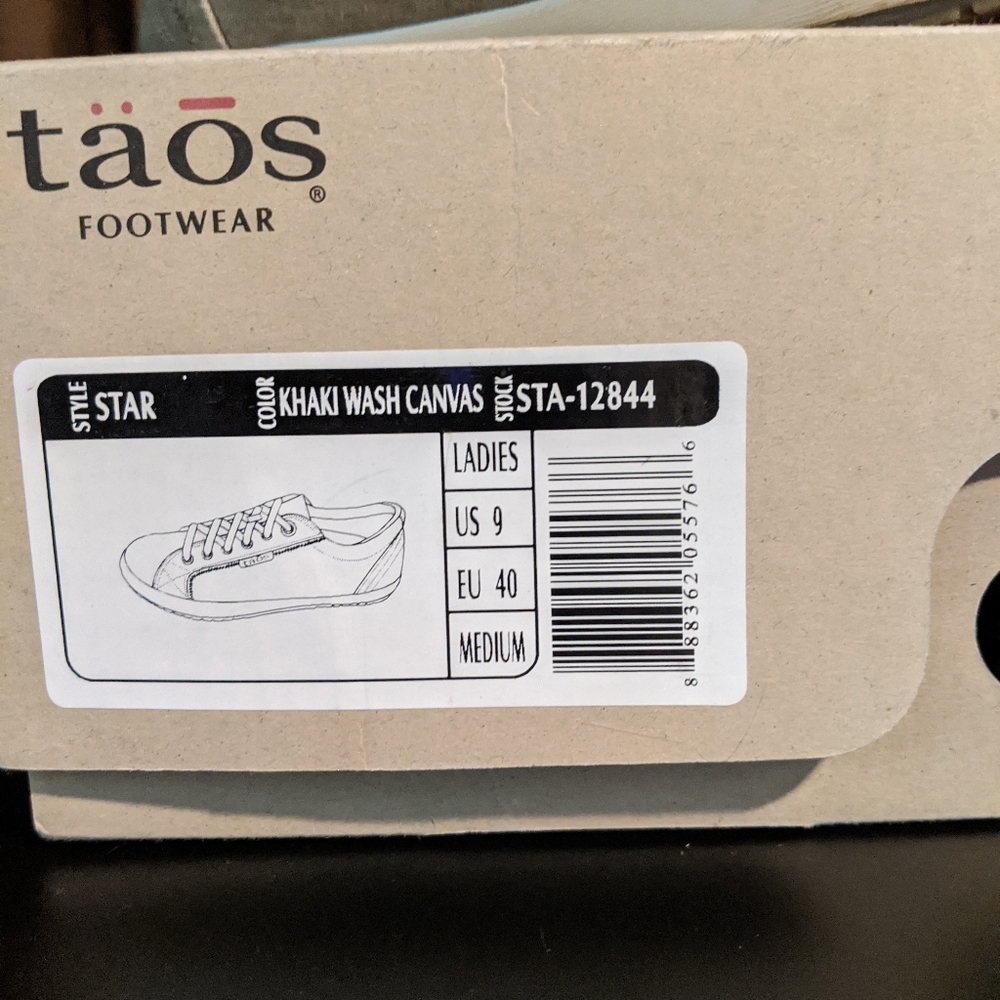 täōs®
FOOTWEAR
STYLE STAR COLOR KHAKI WASH CANVAS STOCK STA-12844
LADIES
US 9
EU 40
MEDIUM
8 88362 05576 6